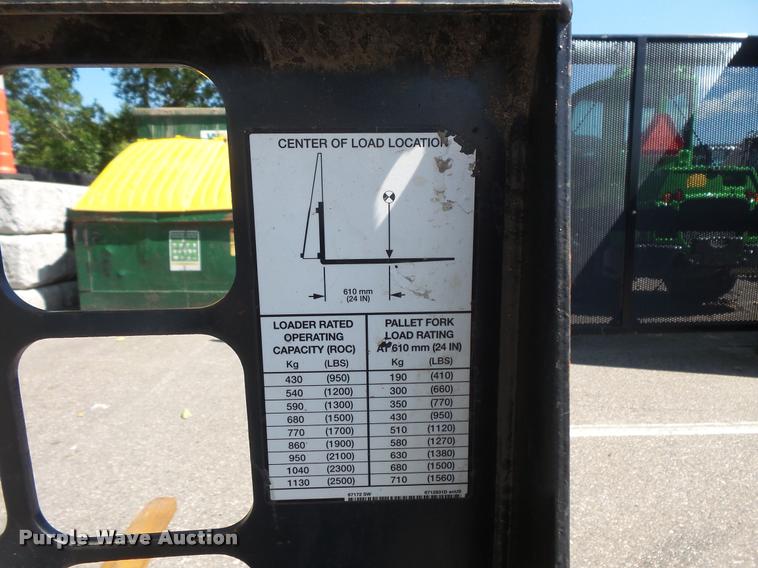 CENTER OF LOAD LOCATION
610 mm
(24 IN)
LOADER RATED
OPERATING
CAPACITY (ROC)
Kg (LBS)
430 (950)
540 (1200)
590 (1300)
680 (1500)
770 (1700)
860 (1900)
950 (2100)
1040 (2300)
1130 (2500)
PALLET FORK
LOAD RATING
AT 610 mm (24 IN)
Kg (LBS)
190 (410)
300 (660)
350 (770)
430 (950)
510 (1120)
580 (1270)
630 (1380)
680 (1500)
710 (1560)
67172 SW
Purple Wave Auction